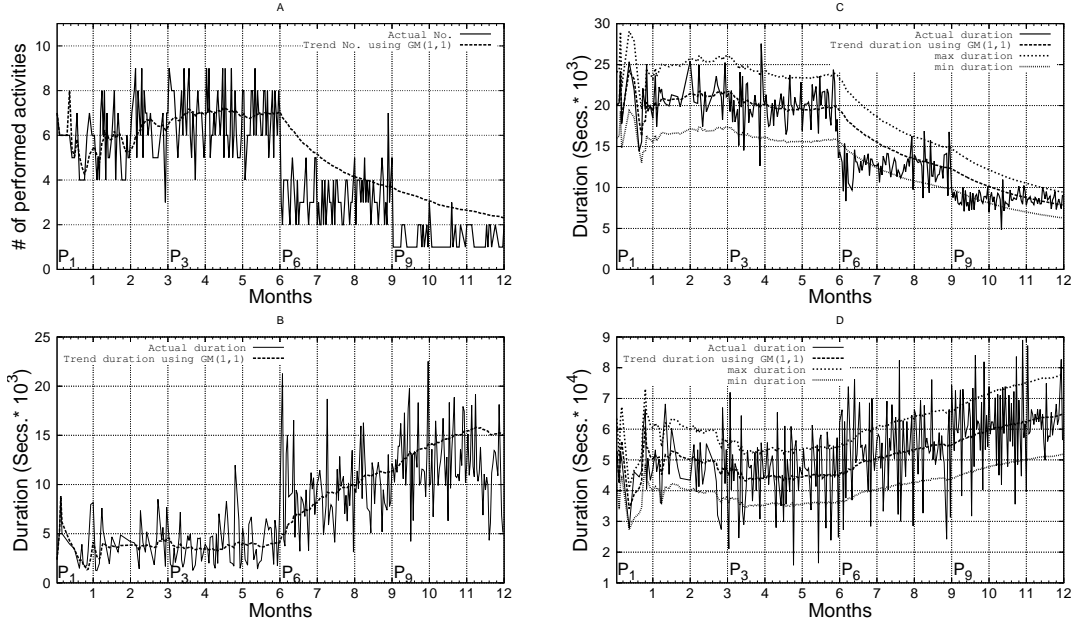 A
# of performed activities
11
10
8
6
4
2
0
Actual No.
Trend No. using GM(1,1)
P1
P3
P6
P9
1 2 3 4 5 6 7 8 9 10 11 12
Months
C
Duration (Secs.* 10^3)
30
25
20
15
10
5
0
Actual duration
Trend duration using GM(1,1)
max duration
min duration
P1
P3
P6
P9
1 2 3 4 5 6 7 8 9 10 11 12
Months
B
Duration (Secs.* 10^3)
25
20
15
10
5
0
Actual duration
Trend duration using GM(1,1)
P1
P3
P6
P9
1 2 3 4 5 6 7 8 9 10 11 12
Months
D
Duration (Secs.* 10^4)
9
8
7
6
5
4
3
2
1
Actual duration
Trend duration using GM(1,1)
max duration
min duration
P1
P3
P6
P9
1 2 3 4 5 6 7 8 9 10 11 12
Months